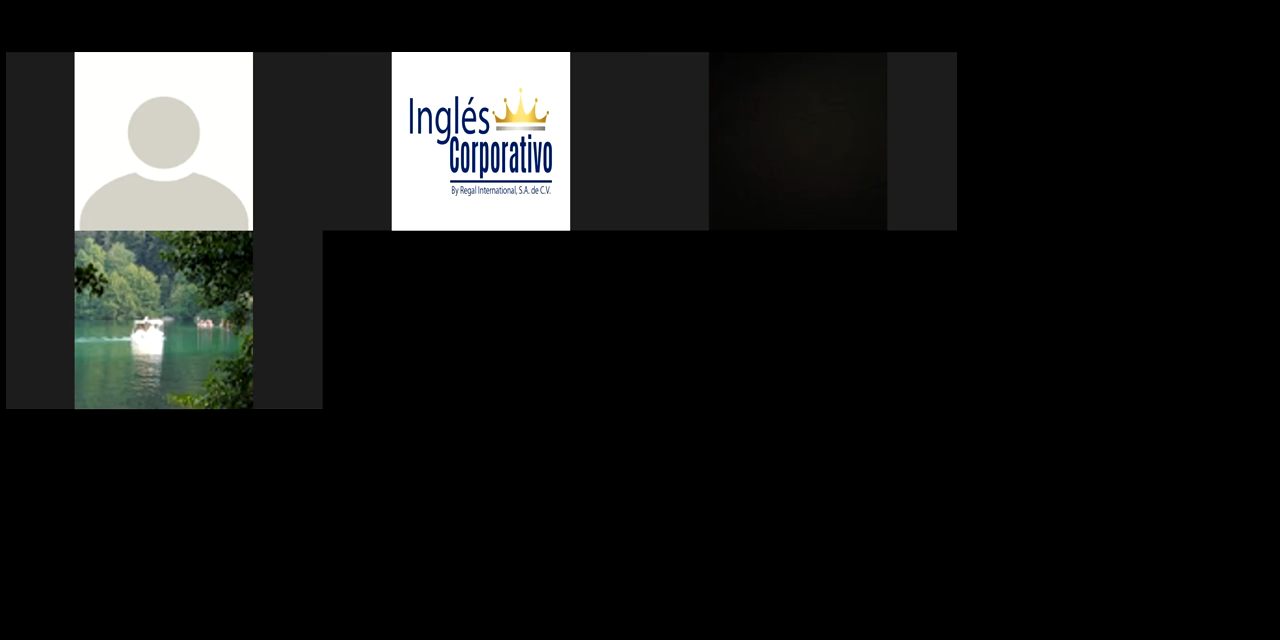 Inglés
Corporativo
By Regal International, S.A. de C.V.